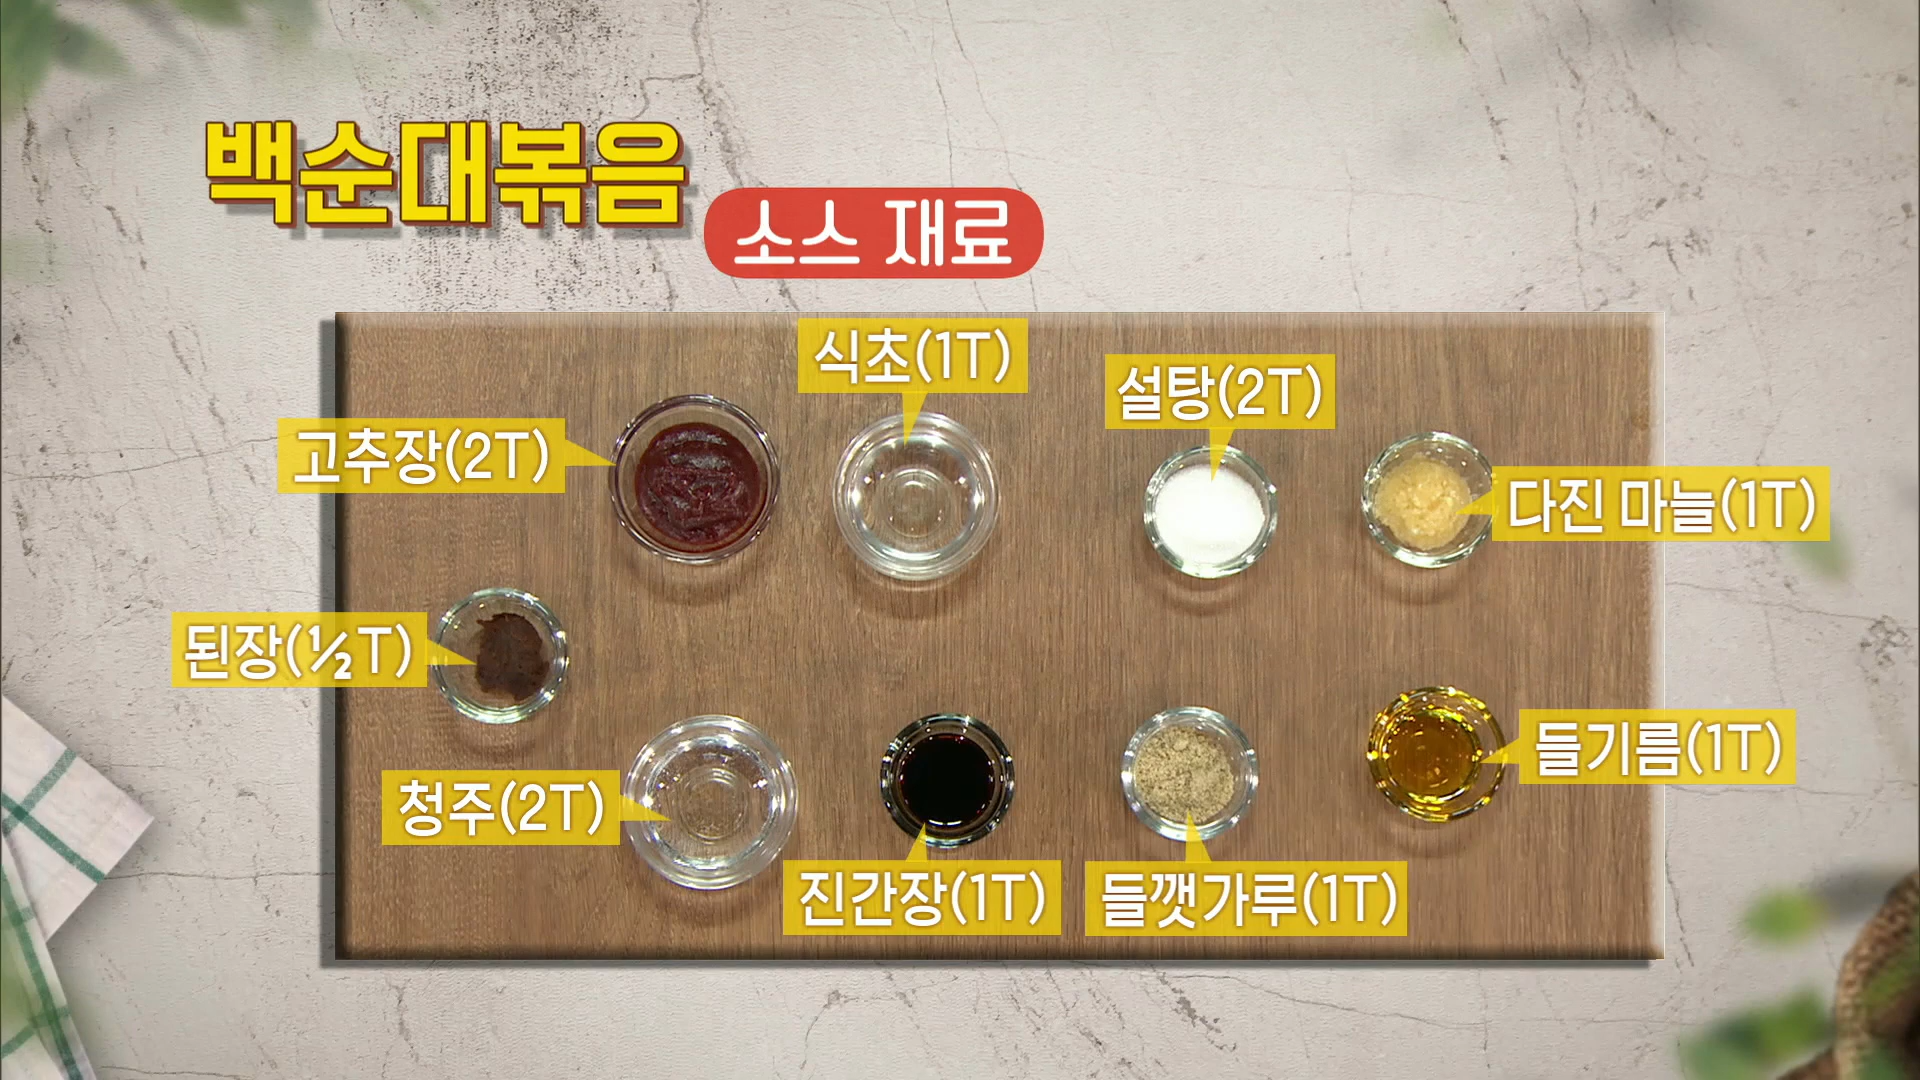 백순대볶음
소스 재료
식초(1T)
설탕(2T)
고추장(2T)
다진 마늘(1T)
된장(½T)
들기름(1T)
청주(2T)
진간장(1T)
들깻가루(1T)